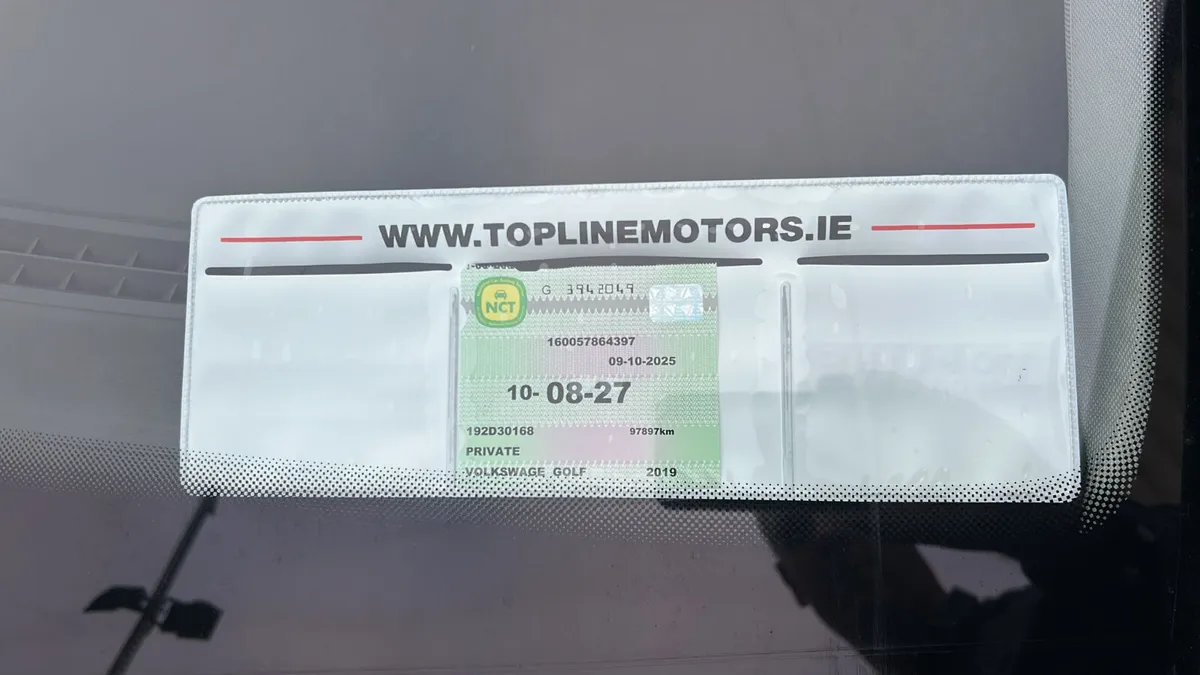 WWW.TOPLINEMOTORS.IE
NCT
G 3942049
160057864397
09-10-2025
10- 08-27
192D30168 97897km
PRIVATE
VOLKSWAGE GOLF 2019